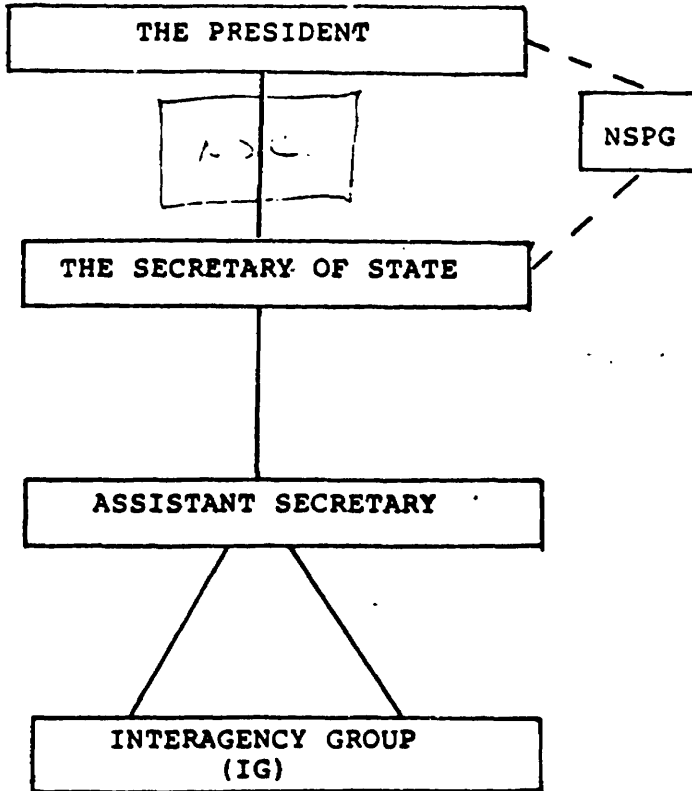 THE PRESIDENT
NSPG
THE SECRETARY OF STATE
ASSISTANT SECRETARY
INTERAGENCY GROUP
(IG)